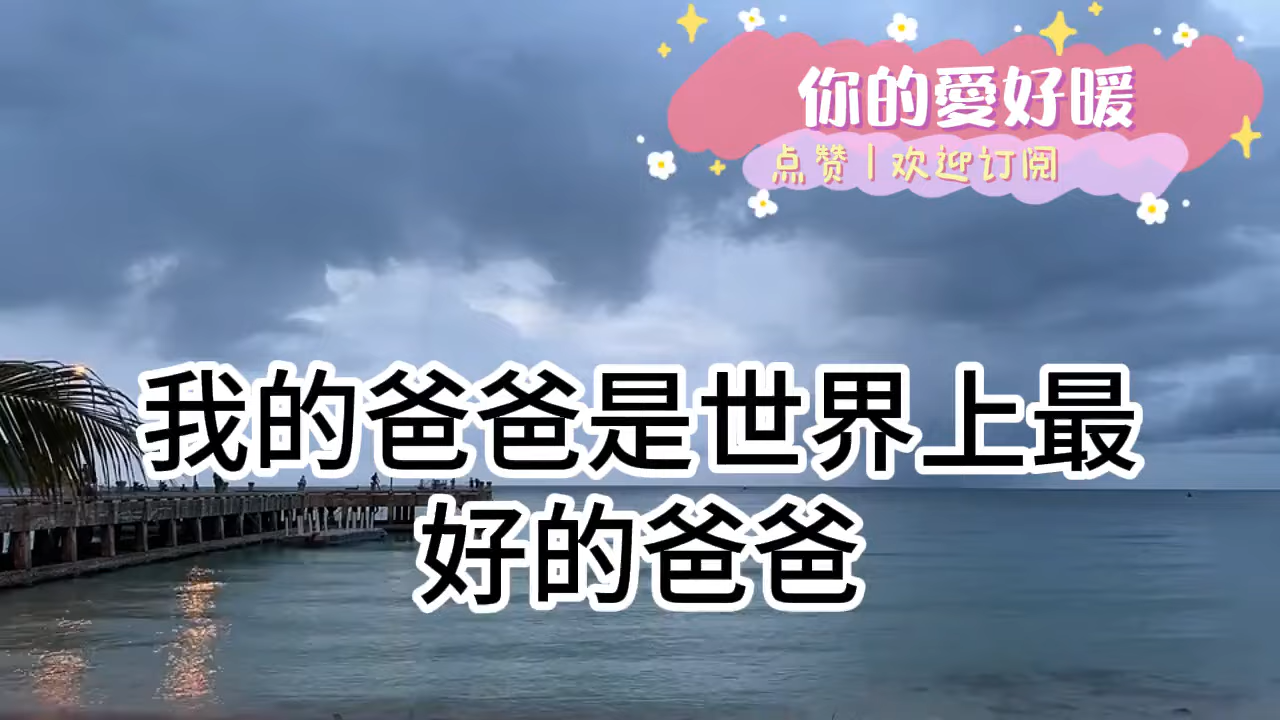 你的愛好暖
点赞 | 欢迎订阅
我的爸爸是世界上最
好的爸爸